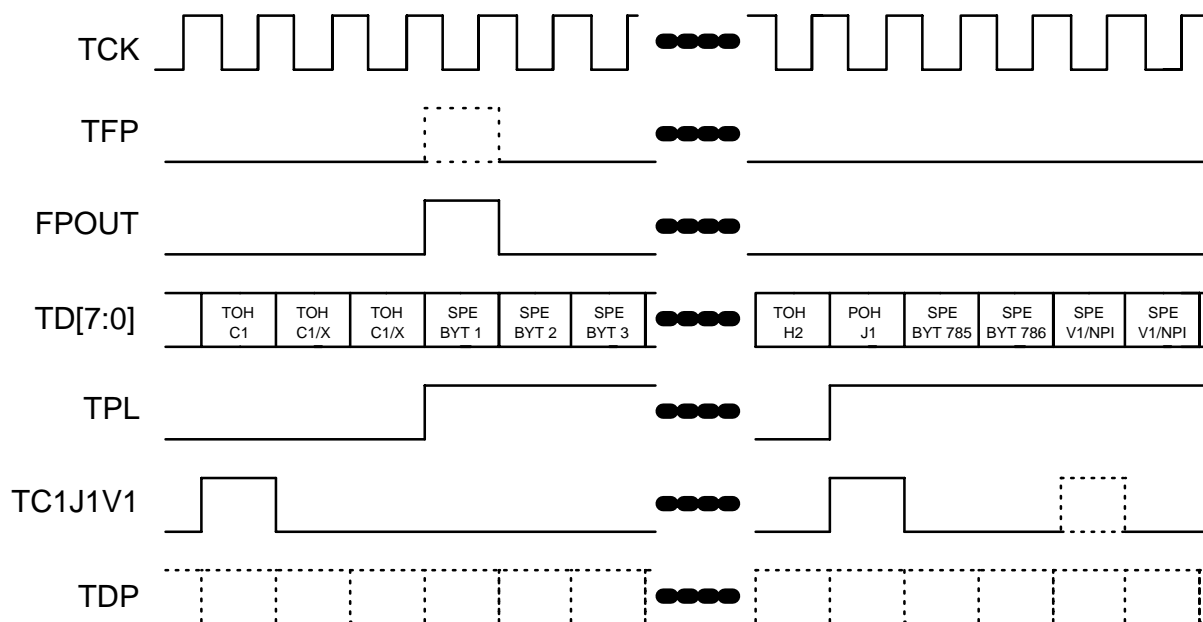 TCK
TFP
FPOUT
TD[7:0]
TOH C1
TOH C1/X
TOH C1/X
SPE BYT 1
SPE BYT 2
SPE BYT 3
TOH H2
POH J1
SPE BYT 785
SPE BYT 786
SPE V1/NPI
SPE V1/NPI
TPL
TC1J1V1
TDP